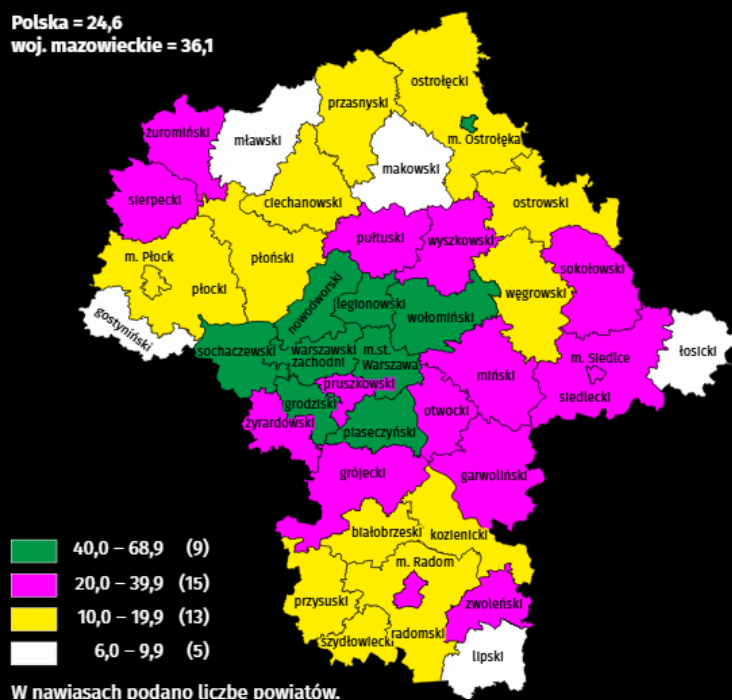 Polska = 24,6
woj. mazowieckie = 36,1
ostrołęcki
przasnyski
żuromiński
mławski
m. Ostrołęka
makowski
sierpecki
ciechanowski
ostrowski
pułtuski
wyszkowski
m. Płock
płoński
sokołowski
płocki
nowodworski
legionowski
węgrowski
wołomiński
gostyniński
sochaczewski
warszawski
zachodni
m.st.
Warszawa
łosicki
m. Siedlce
miński
pruszkowski
siedlecki
grodziski
otwocki
żyrardowski
piaseczyński
grójecki
garwoliński
białobrzeski
kozienicki
m. Radom
przysuski
zwoleński
radomski
szydłowiecki
lipski
40,0 – 68,9 (9)
20,0 – 39,9 (15)
10,0 – 19,9 (13)
6,0 – 9,9 (5)
W nawiasach podano liczbę powiatów.